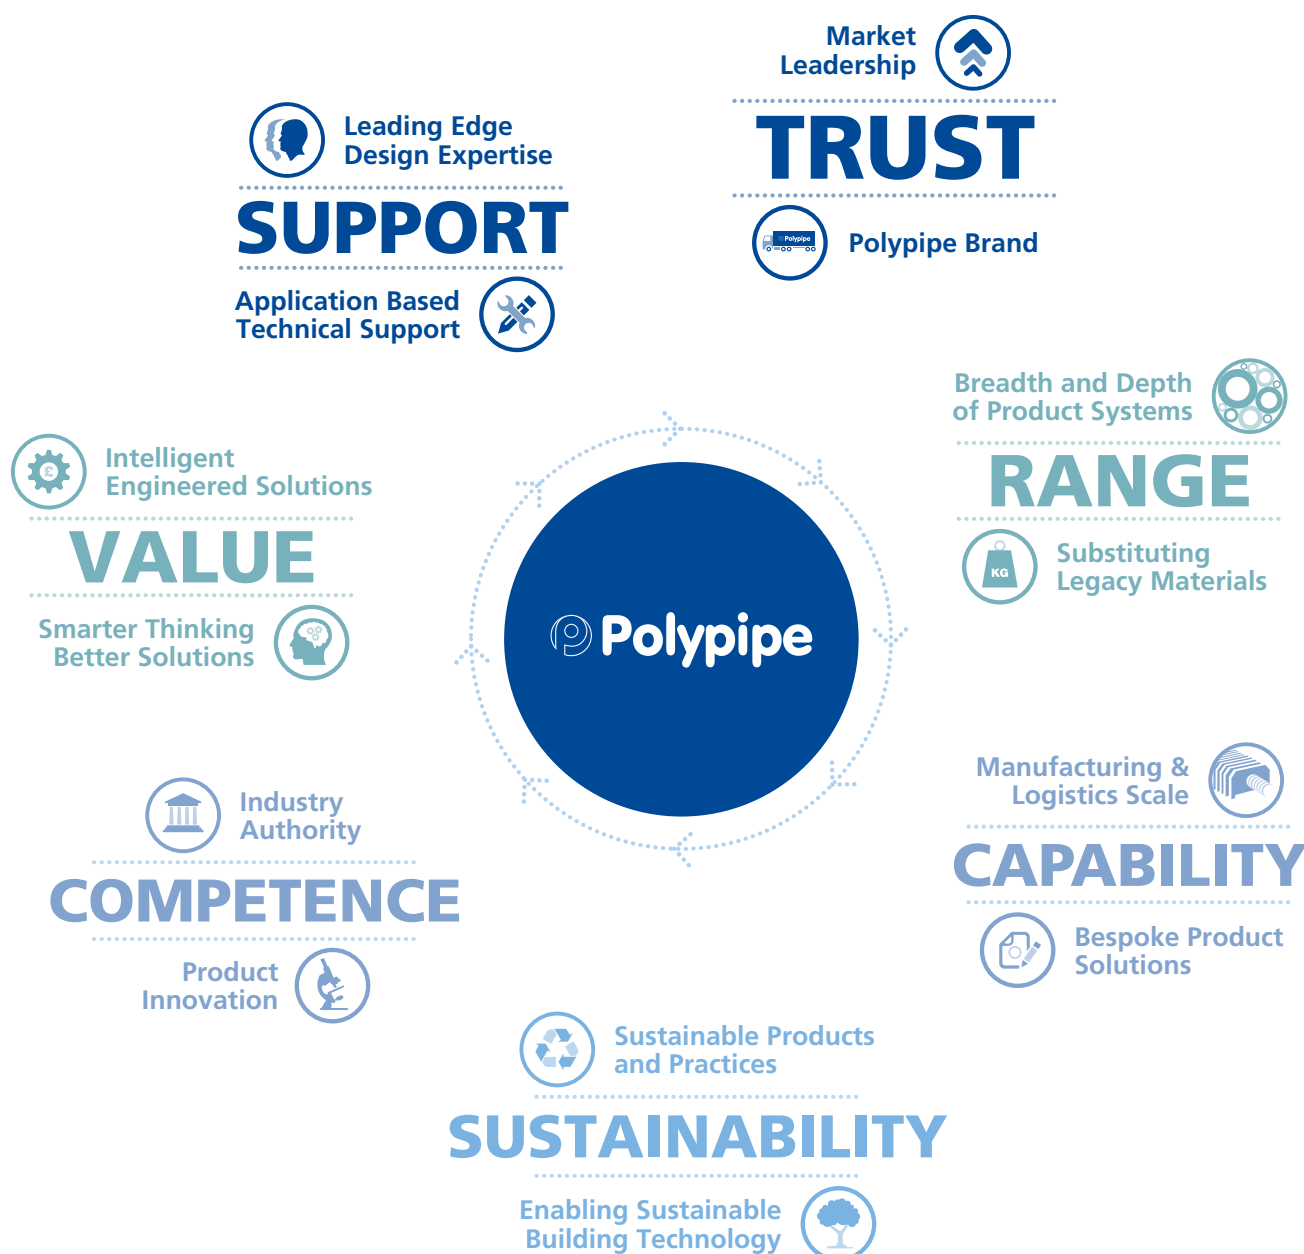 Market
Leadership
TRUST
Polypipe
Polypipe Brand
Breadth and Depth
of Product Systems
RANGE
KG
Substituting
Legacy Materials
Manufacturing &
Logistics Scale
CAPABILITY
Bespoke Product
Solutions
Sustainable Products
and Practices
SUSTAINABILITY
Enabling Sustainable
Building Technology
Industry
Authority
COMPETENCE
Product
Innovation
£
Intelligent
Engineered Solutions
VALUE
Smarter Thinking
Better Solutions
Leading Edge
Design Expertise
SUPPORT
Application Based
Technical Support
Polypipe